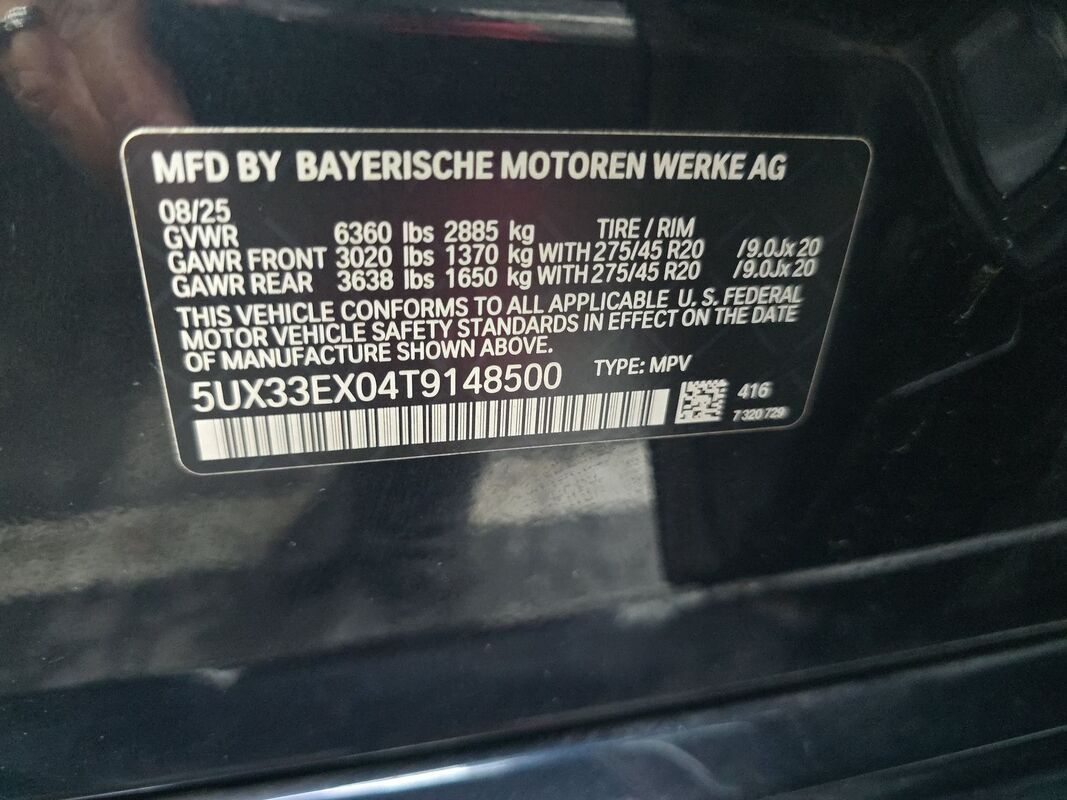 MFD BY BAYERISCHE MOTOREN WERKE AG
08/25
GVWR 6360 lbs 2885 kg TIRE / RIM
GAWR FRONT 3020 lbs 1370 kg WITH 275/45 R20 /9.0Jx20
GAWR REAR 3638 lbs 1650 kg WITH 275/45 R20 /9.0Jx20
THIS VEHICLE CONFORMS TO ALL APPLICABLE U. S. FEDERAL
MOTOR VEHICLE SAFETY STANDARDS IN EFFECT ON THE DATE
OF MANUFACTURE SHOWN ABOVE.
5UX33EX04T9148500 TYPE: MPV
416
7 320 729